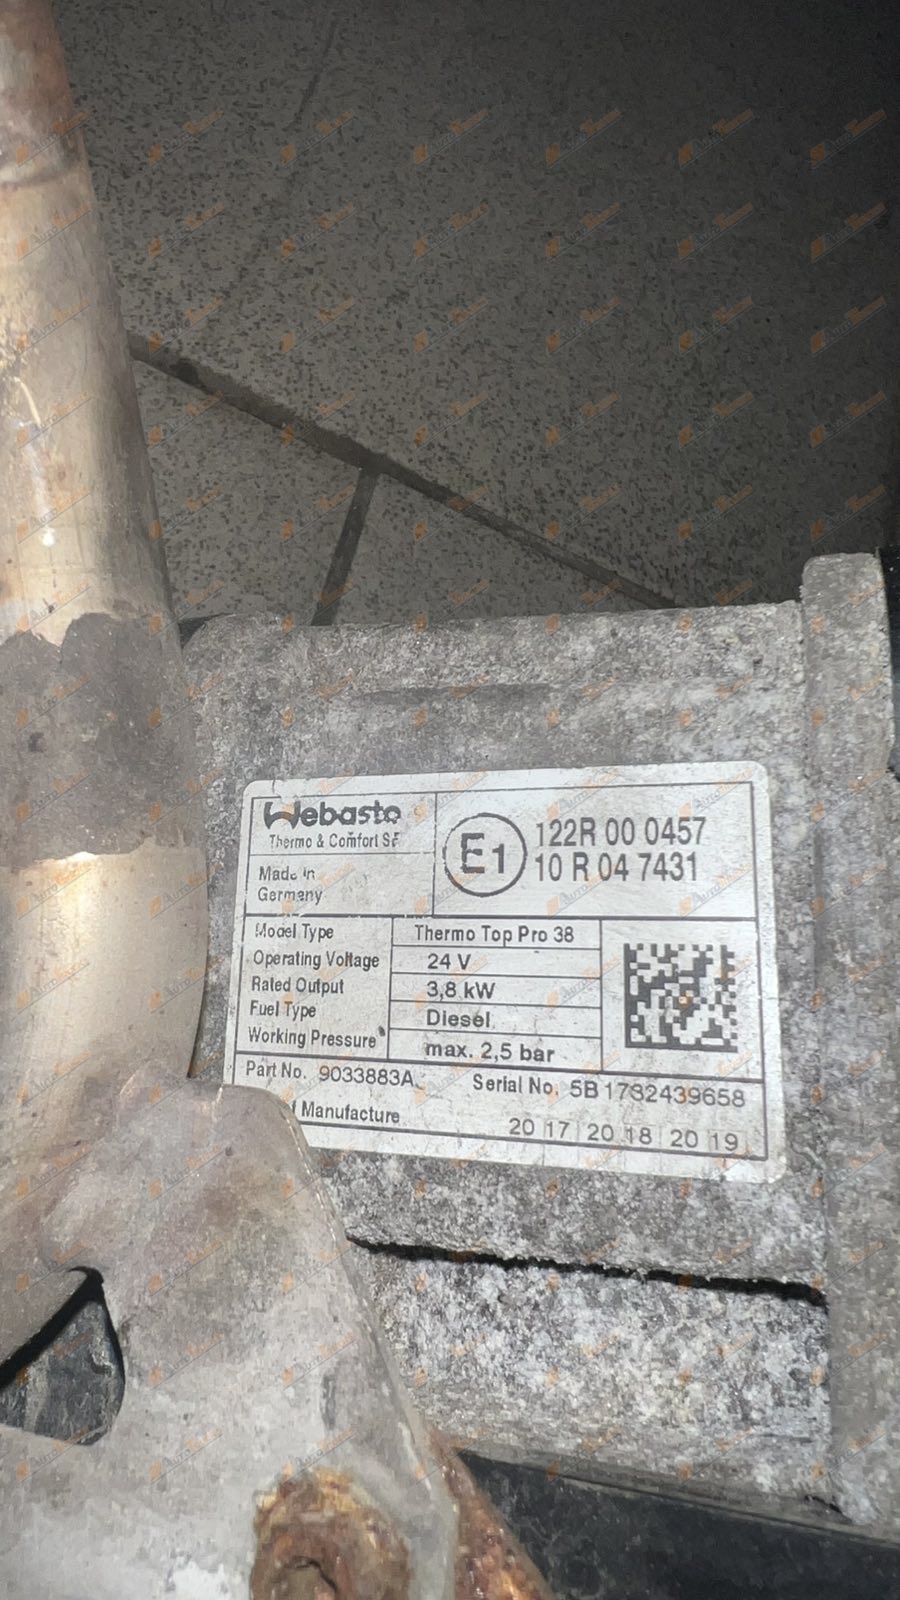 Webasto
Thermo & Comfort SE
Made in
Germany
E1
122R 00 0457
10 R 04 7431
Model Type Thermo Top Pro 38
Operating Voltage 24 V
Rated Output 3,8 kW
Fuel Type Diesel
Working Pressure max. 2,5 bar
Part No. 9033883A Serial No. 5B1732439658
f Manufacture 20 17 20 18 20 19